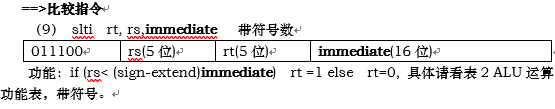 ==>比较指令
（9） slti rt, rs,immediate 带符号数
011100 rs(5 位) rt(5 位) immediate(16 位)
功能：if (rs< (sign-extend)immediate) rt =1 else rt=0, 具体请看表 2 ALU 运算
功能表，带符号。